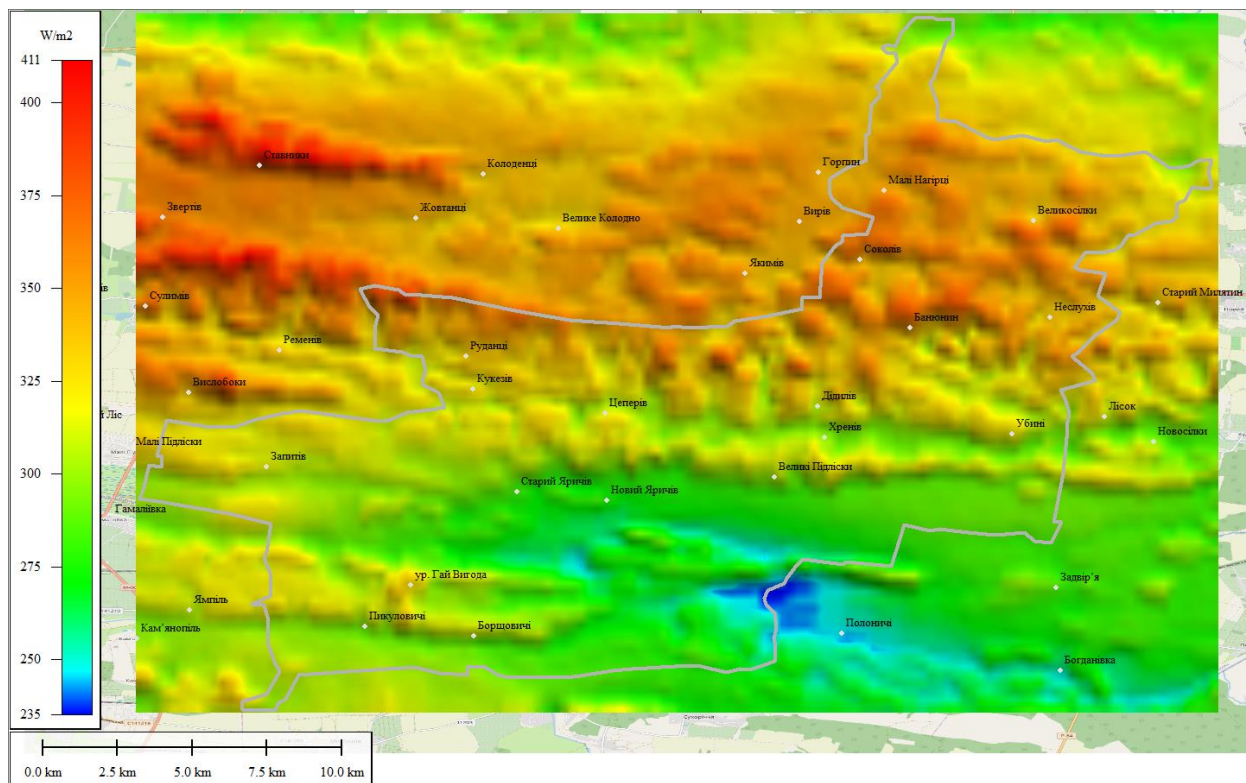 W/m2
411
400
375
350
325
300
275
250
235
Ставники
Колоденці
Горпин
Малі Нагірці
Звертів
Жовтанці
Велике Колодно
Вирів
Великосілки
Соколів
Якимів
Сулимів
Старий Милятин
Неслухів
Банюнин
Ременів
Руданці
Вислобоки
Кукезів
Цеперів
Дідилів
Лісок
й Ліс
Малі Підліски
Хренів
Убині
Новосілки
Запитів
Великі Підліски
Старий Яричів
Новий Яричів
Гамаліївка
ур. Гай Вигода
Задвір’я
Ямпіль
Пикуловичі
Кам’янопіль
Борщовичі
Полоничі
Богданівка
0.0 km
2.5 km
5.0 km
7.5 km
10.0 km